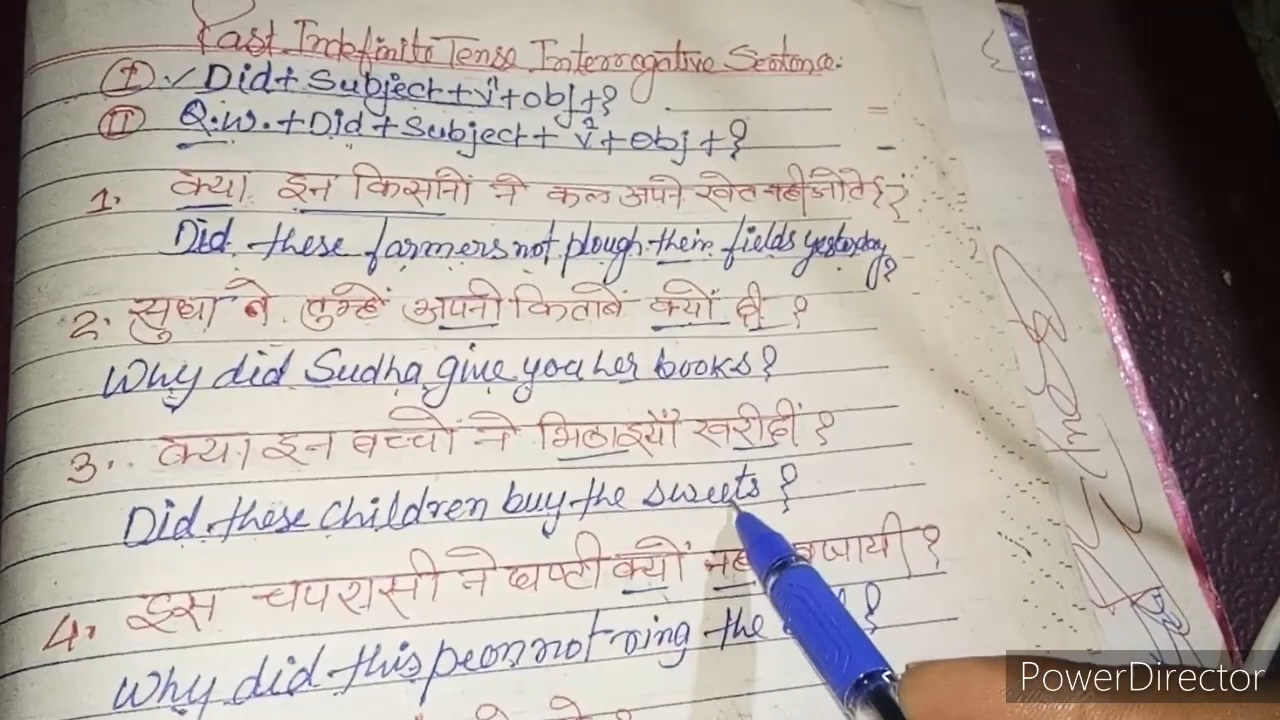 Past Indefinite Tense Interrogative Sentence.
I Did + Subject + V¹ + obj + ?
II Q.W. + Did + Subject + V¹ + obj + ?
1. क्या इन किसानों ने कल अपने खेत नहीं जोते ?
Did these farmers not plough their fields yesterday ?
2. सुधा ने तुम्हें अपनी किताबें क्यों दी ?
Why did Sudha give you her books ?
3. क्या इन बच्चों ने मिठाइयाँ खरीदीं ?
Did these children buy the sweets ?
4. इस चपरासी ने घण्टी क्यों बजायी ?
Why did this peon not ring the ?
PowerDirector